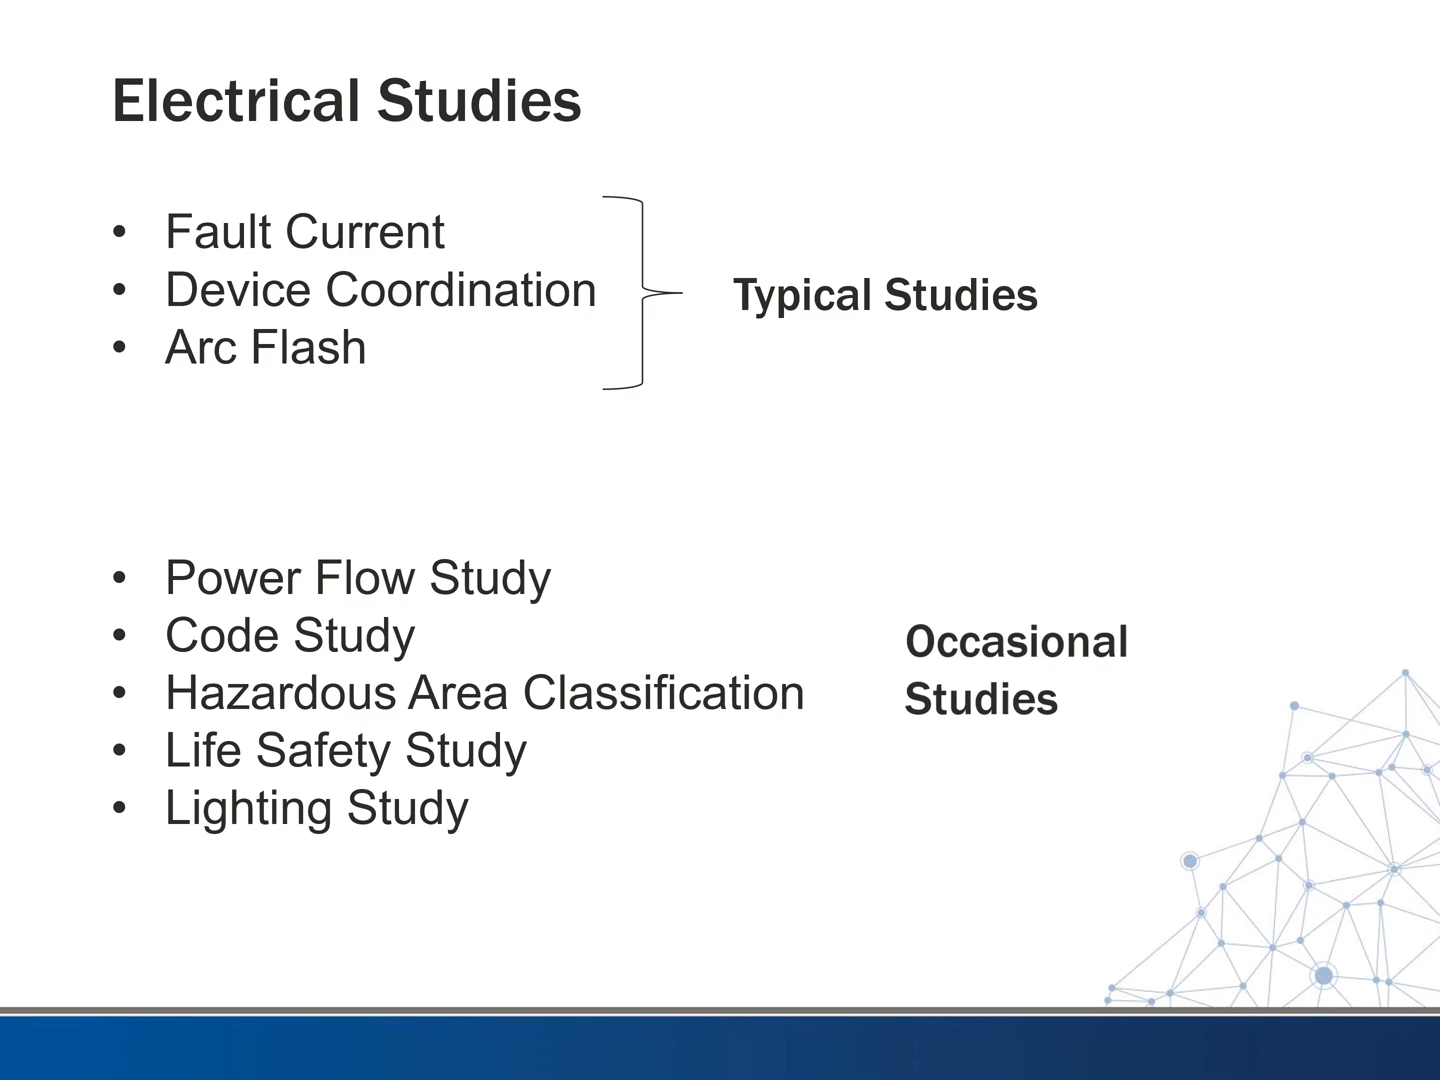 Electrical Studies
• Fault Current
• Device Coordination
• Arc Flash
Typical Studies
• Power Flow Study
• Code Study
• Hazardous Area Classification
• Life Safety Study
• Lighting Study
Occasional
Studies